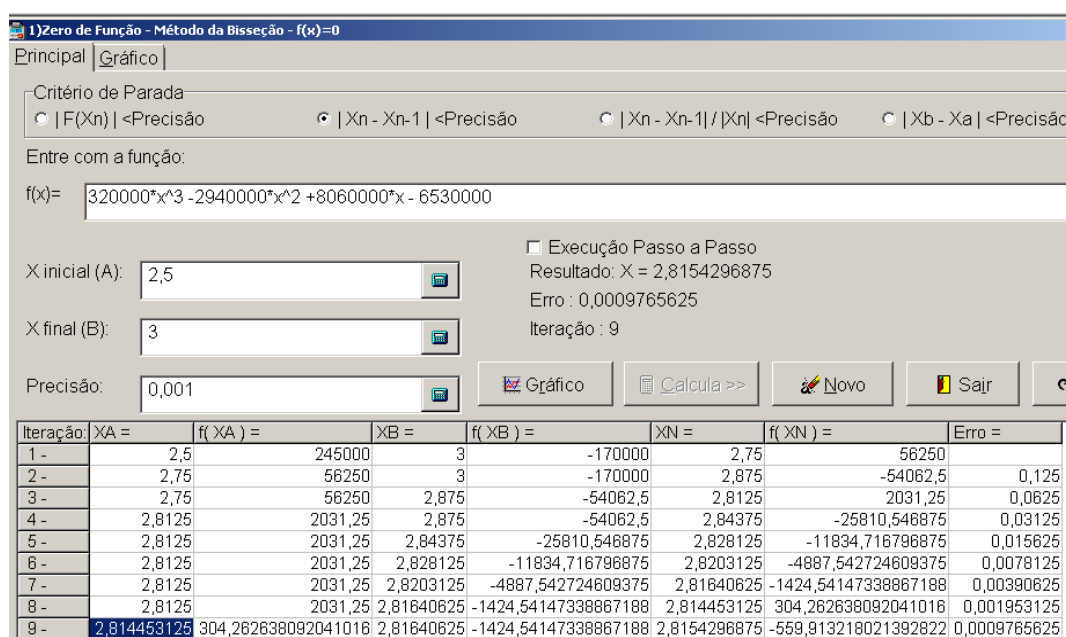 1)Zero de Função - Método da Bisseção - f(x)=0
Principal Gráfico
Critério de Parada
| F(Xn) | <Precisão | Xn - Xn-1 | <Precisão | Xn - Xn-1| / |Xn| <Precisão | Xb - Xa | <Precisão
Entre com a função:
f(x)= 320000*x^3 -2940000*x^2 +8060000*x - 6530000
Execução Passo a Passo
X inicial (A): 2,5 Resultado: X = 2,8154296875
Erro : 0,0009765625
X final (B): 3 Iteração : 9
Precisão: 0,001 Gráfico Calcula >> Novo Sair
Iteração: XA = f( XA ) = XB = f( XB ) = XN = f( XN ) = Erro =
1 - 2,5 245000 3 -170000 2,75 56250
2 - 2,75 56250 3 -170000 2,875 -54062,5 0,125
3 - 2,75 56250 2,875 -54062,5 2,8125 2031,25 0,0625
4 - 2,8125 2031,25 2,875 -54062,5 2,84375 -25810,546875 0,03125
5 - 2,8125 2031,25 2,84375 -25810,546875 2,828125 -11834,716796875 0,015625
6 - 2,8125 2031,25 2,828125 -11834,716796875 2,8203125 -4887,542724609375 0,0078125
7 - 2,8125 2031,25 2,8203125 -4887,542724609375 2,81640625 -1424,54147338867188 0,00390625
8 - 2,8125 2031,25 2,81640625 -1424,54147338867188 2,814453125 304,262638092041016 0,001953125
9 - 2,814453125 304,262638092041016 2,81640625 -1424,54147338867188 2,8154296875 -559,913218021392822 0,0009765625